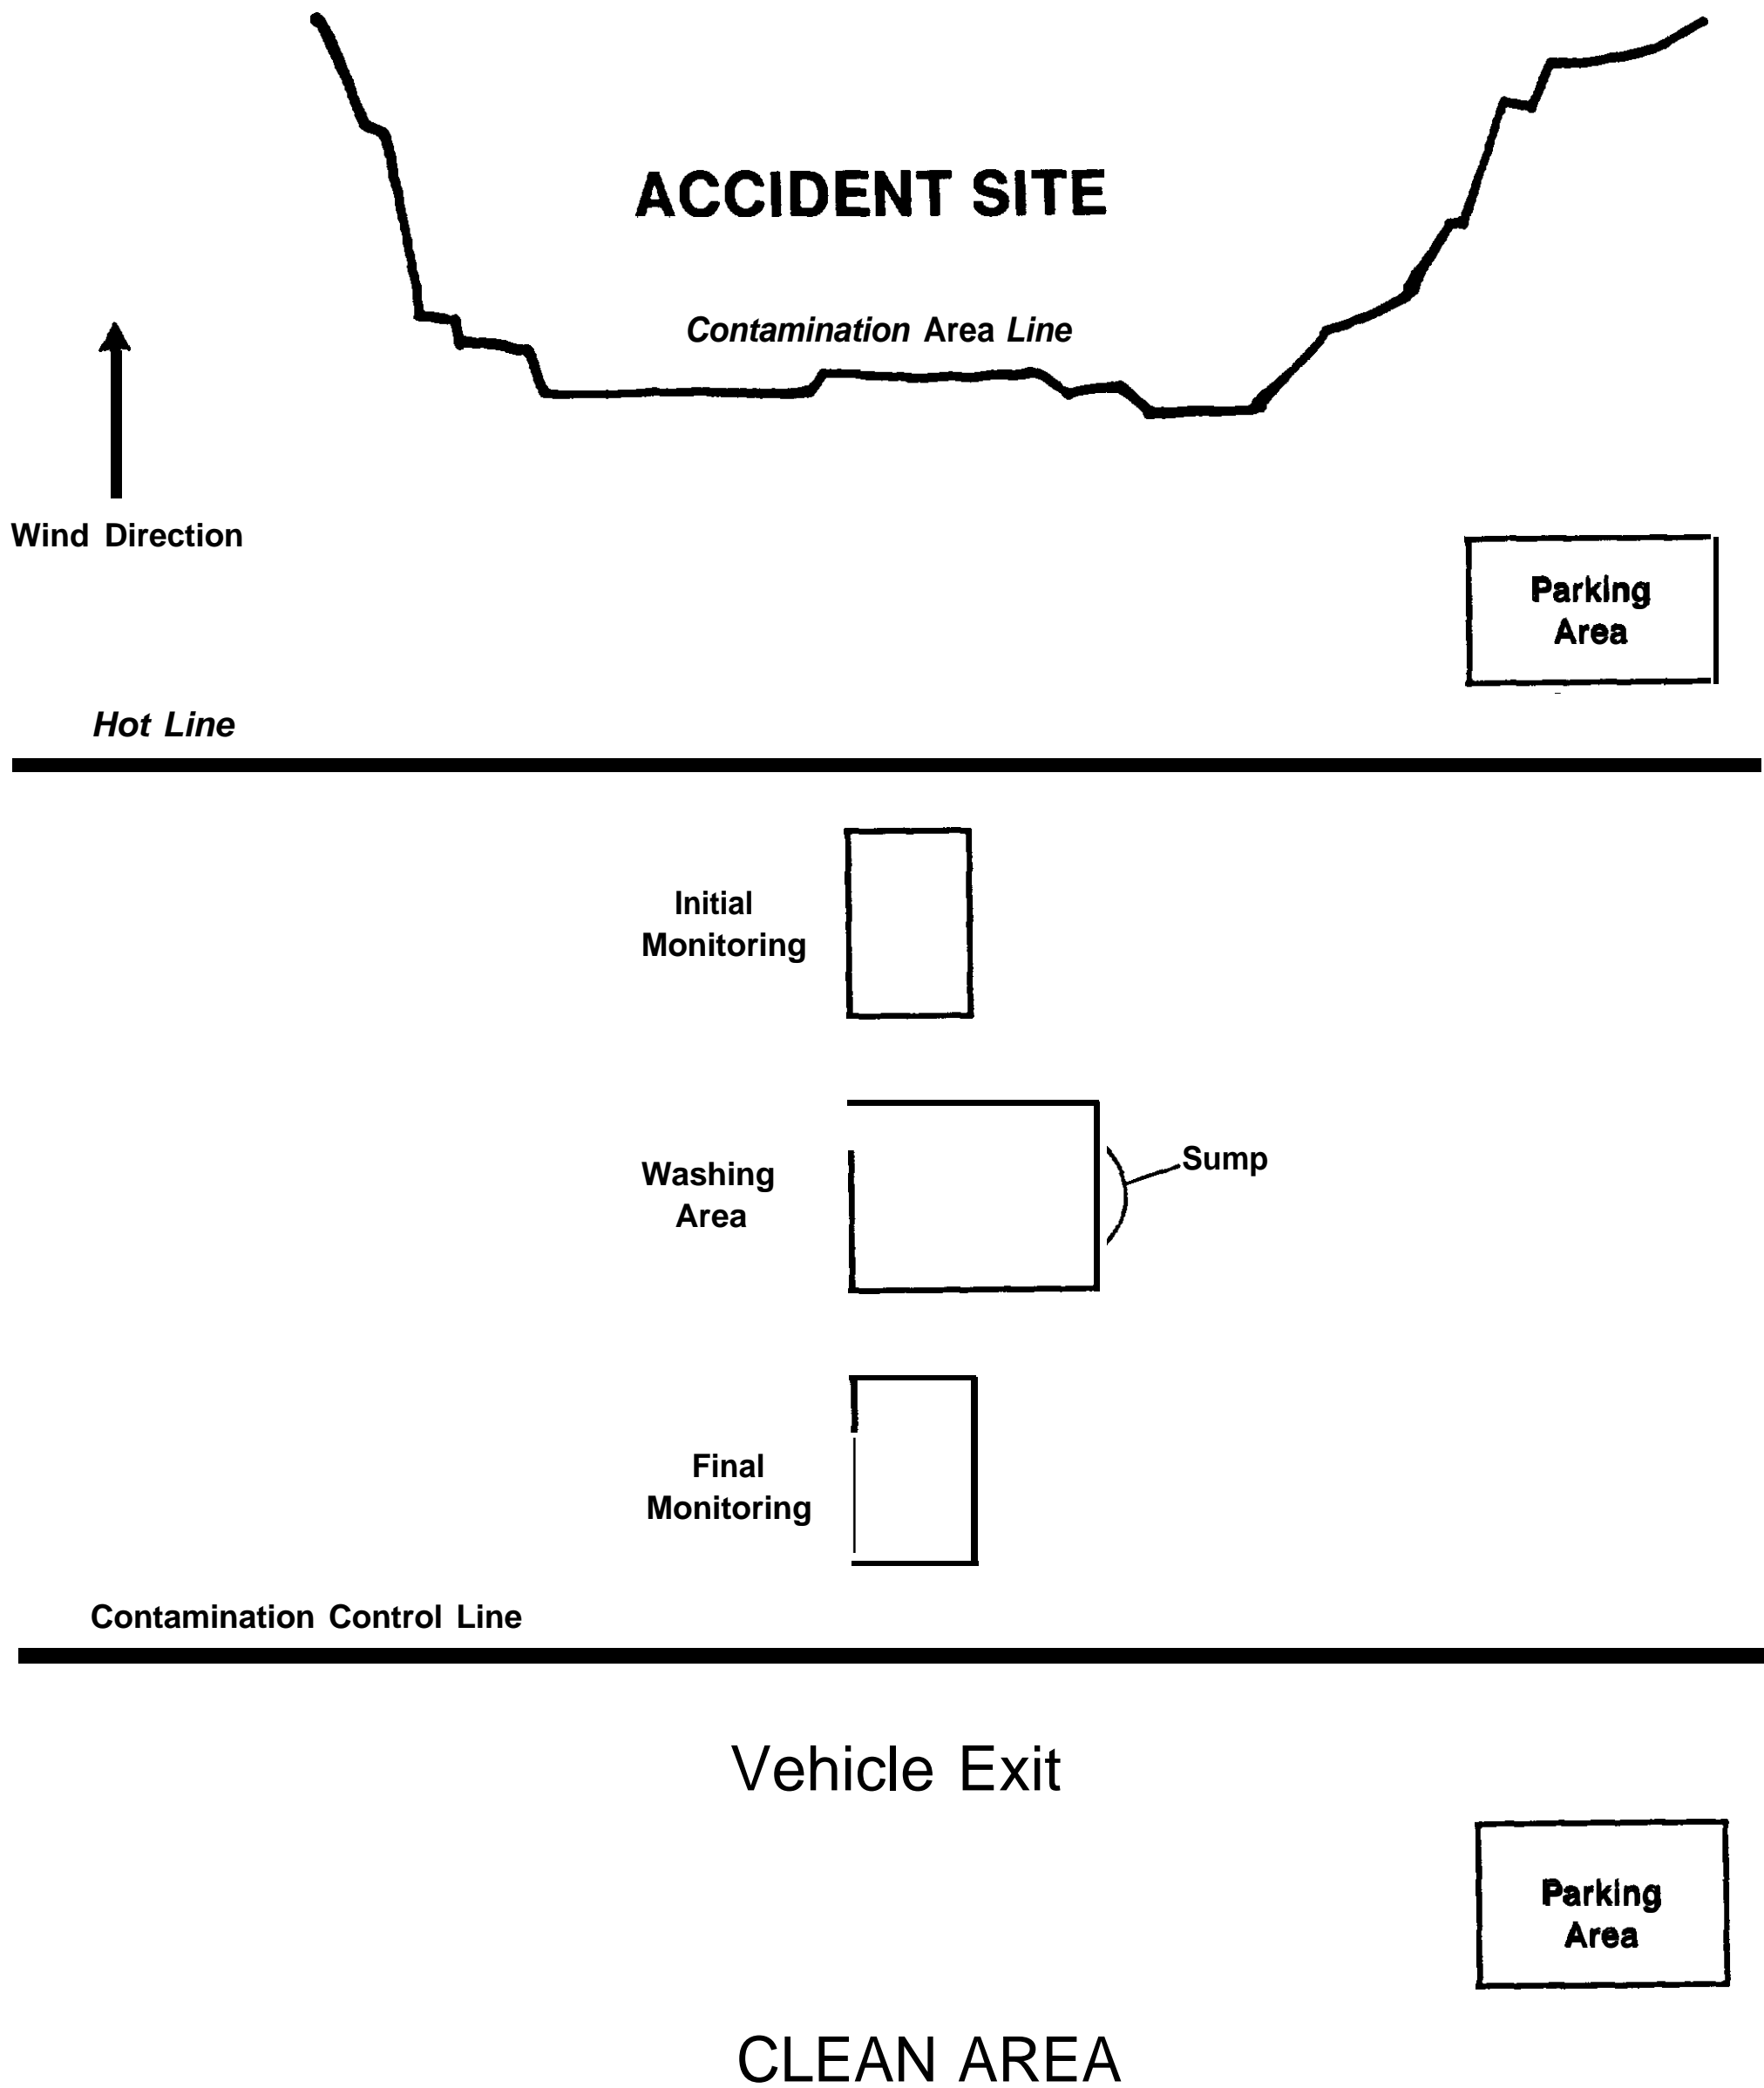 ACCIDENT SITE
Contamination Area Line
Wind Direction
Parking
Area
Hot Line
Initial
Monitoring
Washing
Area
Sump
Final
Monitoring
Contamination Control Line
Vehicle Exit
Parking
Area
CLEAN AREA